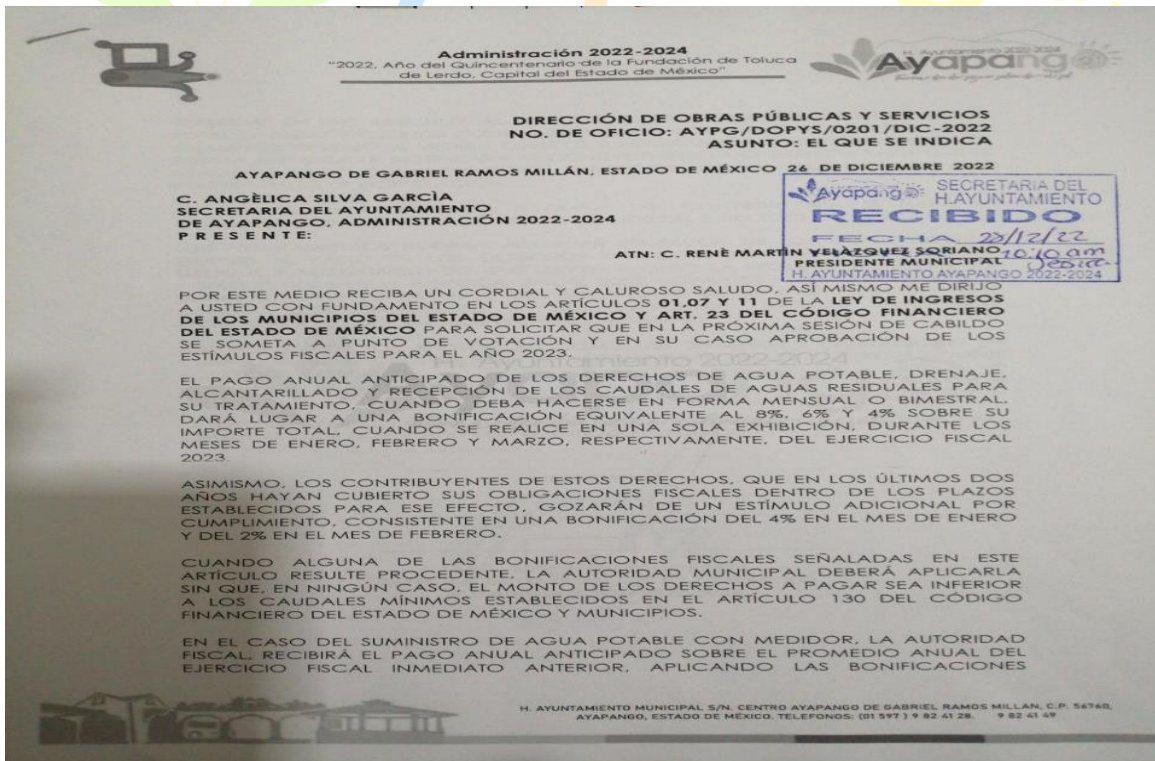 Administración 2022-2024
"2022, Año del Quincentenario de la Fundación de Toluca
de Lerdo, Capital del Estado de México"
H. Ayuntamiento 2022-2024
Ayapango
DIRECCIÓN DE OBRAS PÚBLICAS Y SERVICIOS
NO. DE OFICIO: AYPG/DOPYS/0201/DIC-2022
ASUNTO: EL QUE SE INDICA
AYAPANGO DE GABRIEL RAMOS MILLÁN, ESTADO DE MÉXICO 26 DE DICIEMBRE 2022
C. ANGÈLICA SILVA GARCÌA
SECRETARIA DEL AYUNTAMIENTO
DE AYAPANGO, ADMINISTRACIÓN 2022-2024
P R E S E N T E:
Ayapango SECRETARIA DEL
H.AYUNTAMIENTO
RECIBIDO
FECHA 28/12/22
10:10 am
H. AYUNTAMIENTO AYAPANGO 2022-2024
ATN: C. RENÈ MARTÌN VELÀZQUEZ SORIANO
PRESIDENTE MUNICIPAL
POR ESTE MEDIO RECIBA UN CORDIAL Y CALUROSO SALUDO, ASÍ MISMO ME DIRIJO
A USTED CON FUNDAMENTO EN LOS ARTÍCULOS 01,07 Y 11 DE LA LEY DE INGRESOS
DE LOS MUNICIPIOS DEL ESTADO DE MÉXICO Y ART. 23 DEL CÓDIGO FINANCIERO
DEL ESTADO DE MÉXICO PARA SOLICITAR QUE EN LA PRÓXIMA SESIÓN DE CABILDO
SE SOMETA A PUNTO DE VOTACIÓN Y EN SU CASO APROBACIÓN DE LOS
ESTÍMULOS FISCALES PARA EL AÑO 2023.
H. Ayuntamiento 2022-2024
EL PAGO ANUAL ANTICIPADO DE LOS DERECHOS DE AGUA POTABLE, DRENAJE,
ALCANTARILLADO Y RECEPCIÓN DE LOS CAUDALES DE AGUAS RESIDUALES PARA
SU TRATAMIENTO, CUANDO DEBA HACERSE EN FORMA MENSUAL O BIMESTRAL,
DARÁ LUGAR A UNA BONIFICACIÓN EQUIVALENTE AL 8%, 6% Y 4% SOBRE SU
IMPORTE TOTAL, CUANDO SE REALICE EN UNA SOLA EXHIBICIÓN, DURANTE LOS
MESES DE ENERO, FEBRERO Y MARZO, RESPECTIVAMENTE, DEL EJERCICIO FISCAL
2023.
ASIMISMO, LOS CONTRIBUYENTES DE ESTOS DERECHOS, QUE EN LOS ÚLTIMOS DOS
AÑOS HAYAN CUBIERTO SUS OBLIGACIONES FISCALES DENTRO DE LOS PLAZOS
ESTABLECIDOS PARA ESE EFECTO, GOZARÁN DE UN ESTÍMULO ADICIONAL POR
CUMPLIMIENTO, CONSISTENTE EN UNA BONIFICACIÓN DEL 4% EN EL MES DE ENERO
Y DEL 2% EN EL MES DE FEBRERO.
CUANDO ALGUNA DE LAS BONIFICACIONES FISCALES SEÑALADAS EN ESTE
ARTÍCULO RESULTE PROCEDENTE, LA AUTORIDAD MUNICIPAL DEBERÁ APLICARLA
SIN QUE, EN NINGÚN CASO, EL MONTO DE LOS DERECHOS A PAGAR SEA INFERIOR
A LOS CAUDALES MÍNIMOS ESTABLECIDOS EN EL ARTÍCULO 130 DEL CÓDIGO
FINANCIERO DEL ESTADO DE MÉXICO Y MUNICIPIOS.
EN EL CASO DEL SUMINISTRO DE AGUA POTABLE CON MEDIDOR, LA AUTORIDAD
FISCAL, RECIBIRÁ EL PAGO ANUAL ANTICIPADO SOBRE EL PROMEDIO ANUAL DEL
EJERCICIO FISCAL INMEDIATO ANTERIOR, APLICANDO LAS BONIFICACIONES
H. AYUNTAMIENTO MUNICIPAL S/N. CENTRO AYAPANGO DE GABRIEL RAMOS MILLAN, C.P. 56760,
AYAPANGO, ESTADO DE MÉXICO. TELEFONOS: (01 597 ) 9 82 41 28. 9 82 41 49